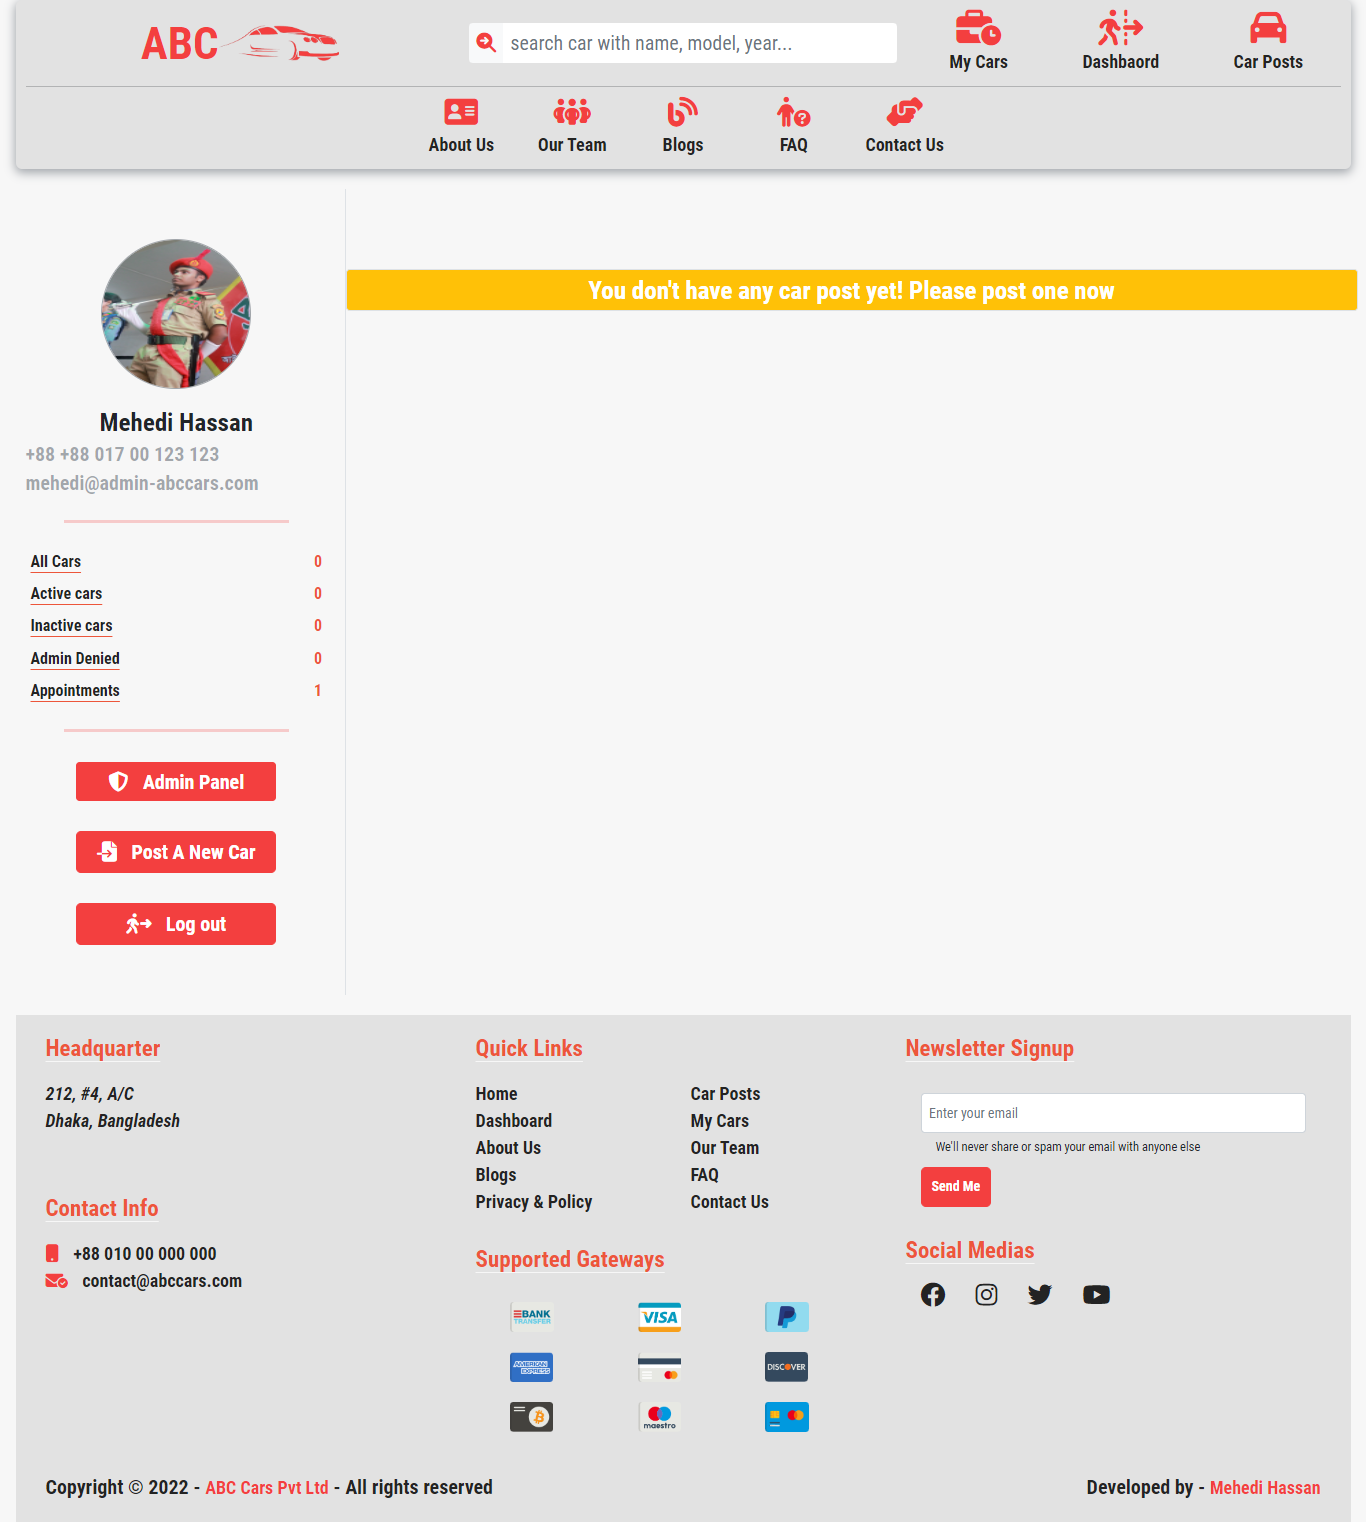 ABC
search car with name, model, year...
My Cars
Dashbaord
Car Posts
About Us
Our Team
Blogs
FAQ
Contact Us
You don't have any car post yet! Please post one now
Mehedi Hassan
+88 +88 017 00 123 123
mehedi@admin-abccars.com
All Cars 0
Active cars 0
Inactive cars 0
Admin Denied 0
Appointments 1
Admin Panel
Post A New Car
Log out
Headquarter
212, #4, A/C
Dhaka, Bangladesh
Contact Info
+88 010 00 000 000
contact@abccars.com
Quick Links
Home
Dashboard
About Us
Blogs
Privacy & Policy
Car Posts
My Cars
Our Team
FAQ
Contact Us
Supported Gateways
BANK
TRANSFER
VISA
AMERICAN
EXPRESS
DISCOVER
maestro
Newsletter Signup
Enter your email
We'll never share or spam your email with anyone else
Send Me
Social Medias
Copyright © 2022 - ABC Cars Pvt Ltd - All rights reserved
Developed by - Mehedi Hassan